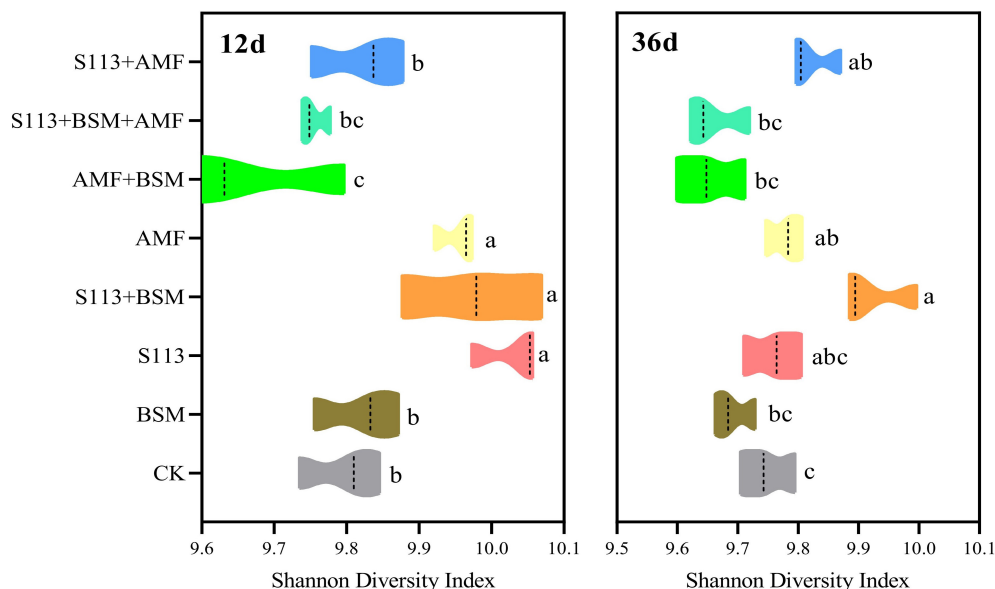 12d
36d
S113+AMF
b
ab
S113+BSM+AMF
bc
bc
AMF+BSM
c
bc
AMF
a
ab
S113+BSM
a
a
S113
a
abc
BSM
b
bc
CK
b
c
9.6 9.7 9.8 9.9 10.0 10.1
9.5 9.6 9.7 9.8 9.9 10.0 10.1
Shannon Diversity Index
Shannon Diversity Index